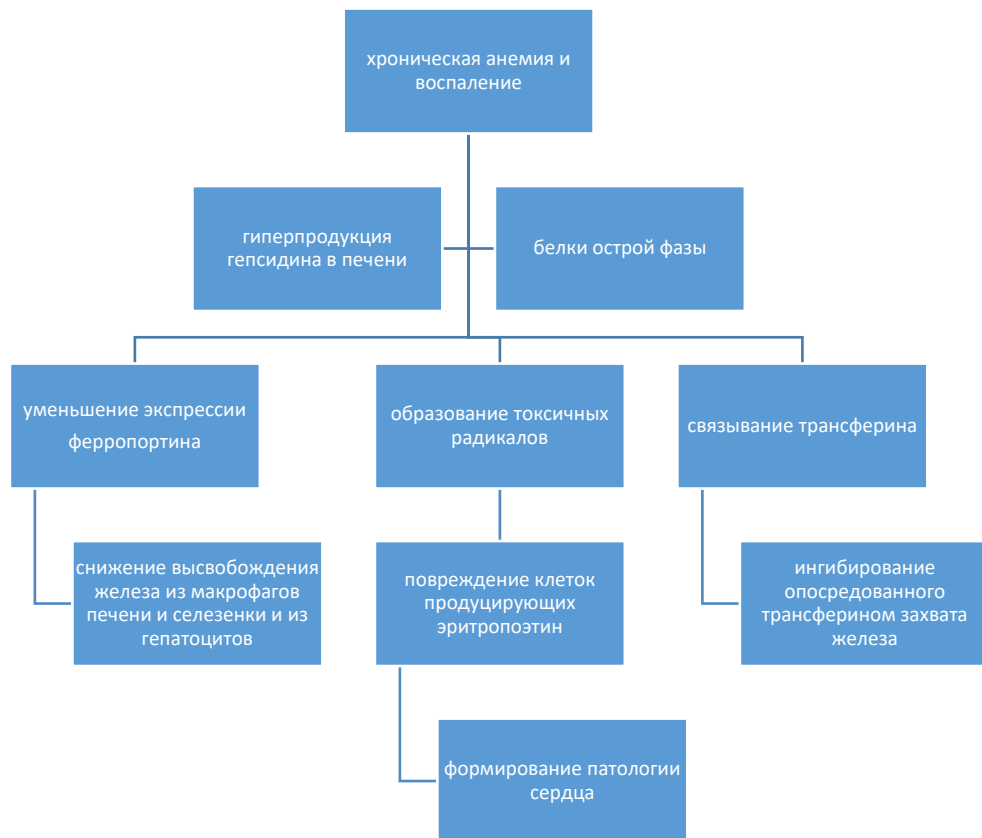 хроническая анемия и
воспаление
гиперпродукция
гепсидина в печени
белки острой фазы
уменьшение экспрессии
ферропортина
образование токсичных
радикалов
связывание трансферина
снижение высвобождения
железа из макрофагов
печени и селезенки и из
гепатоцитов
повреждение клеток
продуцирующих
эритропоэтин
ингибирование
опосредованного
трансферином захвата
железа
формирование патологии
сердца